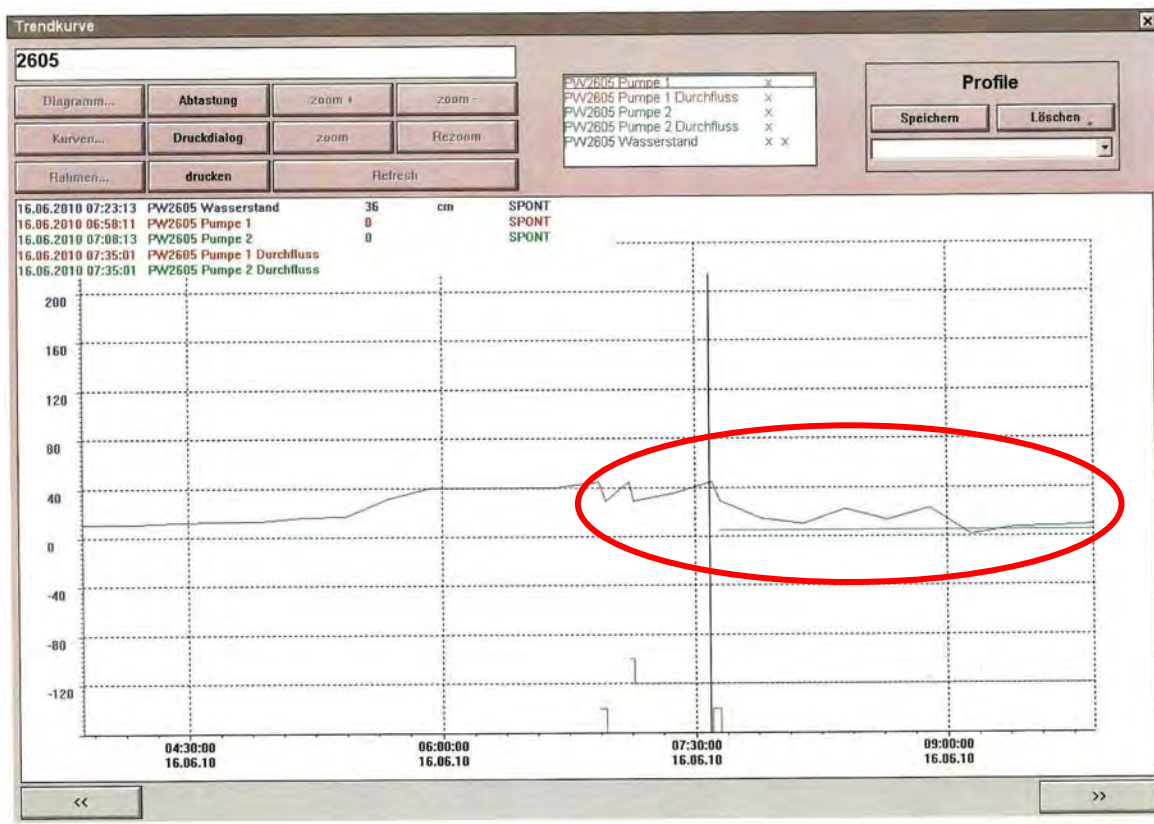 Trendkurve
2605
Diagramm... Abtastung zoom + zoom -
Kurven... Druckdialog zoom Rezoom
Rahmen... drucken Refresh
PW2605 Pumpe 1 X
PW2605 Pumpe 1 Durchfluss X
PW2605 Pumpe 2 X
PW2605 Pumpe 2 Durchfluss X
PW2605 Wasserstand X X
Profile
Speichern Löschen
16.06.2010 07:23:13 PW2605 Wasserstand 36 cm SPONT
16.06.2010 06:58:11 PW2605 Pumpe 1 0 SPONT
16.06.2010 07:08:13 PW2605 Pumpe 2 0 SPONT
16.06.2010 07:35:01 PW2605 Pumpe 1 Durchfluss
16.06.2010 07:35:01 PW2605 Pumpe 2 Durchfluss
200
160
120
80
40
0
-40
-80
-120
04:30:00 06:00:00 07:30:00 09:00:00
16.06.10 16.06.10 16.06.10 16.06.10
<< >>